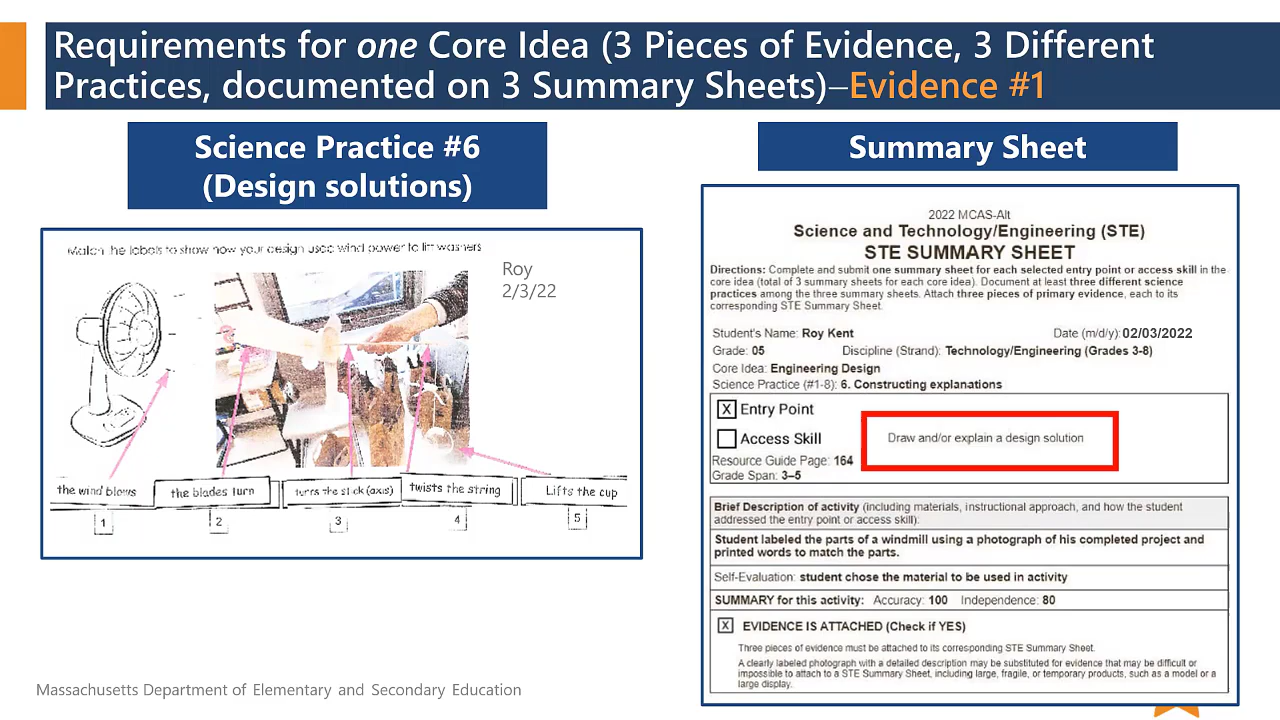 Requirements for one Core Idea (3 Pieces of Evidence, 3 Different
Practices, documented on 3 Summary Sheets)–Evidence #1
Science Practice #6
(Design solutions)
Match the labels to show how your design used wind power to lift washers
Roy
2/3/22
the wind blows
the blades turn
turns the stick (axis)
twists the string
Lifts the cup
1
2
3
4
5
Summary Sheet
2022 MCAS-Alt
Science and Technology/Engineering (STE)
STE SUMMARY SHEET
Directions: Complete and submit one summary sheet for each selected entry point or access skill in the
core idea (total of 3 summary sheets for each core idea). Document at least three different science
practices among the three summary sheets. Attach three pieces of primary evidence, each to its
corresponding STE Summary Sheet.
Student's Name: Roy Kent Date (m/d/y): 02/03/2022
Grade: 05 Discipline (Strand): Technology/Engineering (Grades 3-8)
Core Idea: Engineering Design
Science Practice (#1-8): 6. Constructing explanations
X Entry Point
Access Skill
Draw and/or explain a design solution
Resource Guide Page: 164
Grade Span: 3–5
Brief Description of activity (including materials, instructional approach, and how the student
addressed the entry point or access skill):
Student labeled the parts of a windmill using a photograph of his completed project and
printed words to match the parts.
Self-Evaluation: student chose the material to be used in activity
SUMMARY for this activity: Accuracy: 100 Independence: 80
X EVIDENCE IS ATTACHED (Check if YES)
Three pieces of evidence must be attached to its corresponding STE Summary Sheet.
A clearly labeled photograph with a detailed description may be substituted for evidence that may be difficult or
impossible to attach to a STE Summary Sheet, including large, fragile, or temporary products, such as a model or a
large display.
Massachusetts Department of Elementary and Secondary Education